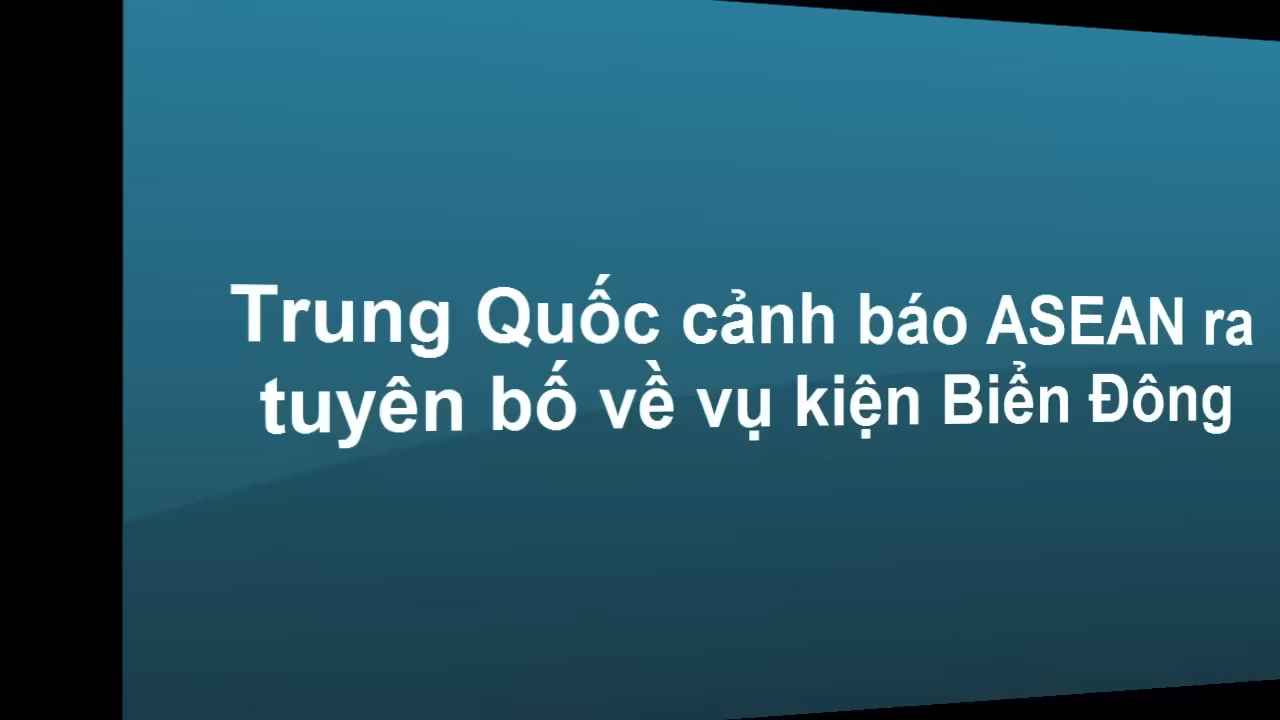 Trung Quốc cảnh báo ASEAN ra
tuyên bố về vụ kiện Biển Đông